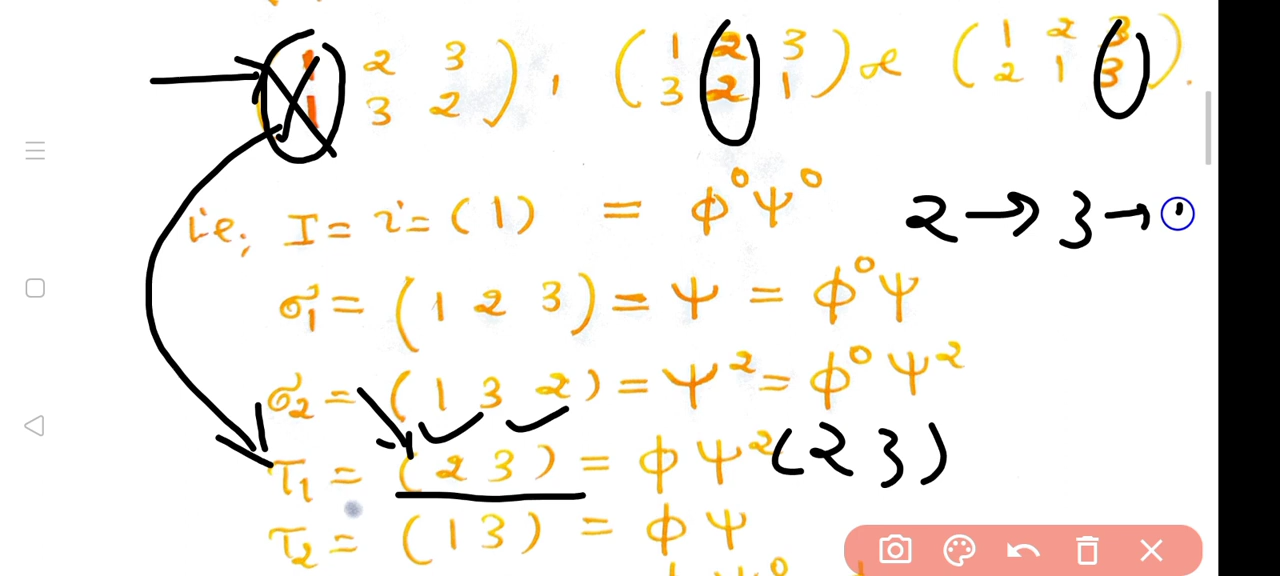 ( 1 2 3 ) , ( 1 2 3 ) & ( 1 2 3 ) .
1 3 2 3 2 1 2 1 3
i.e; I = i = (1) = ϕ⁰ψ⁰ 2 → 3 →
σ₁ = (1 2 3) = ψ = ϕ⁰ψ
σ₂ = (1 3 2) = ψ² = ϕ⁰ψ²
τ₁ = (2 3) = ϕψ² (2 3)
τ₂ = (1 3) = ϕψ